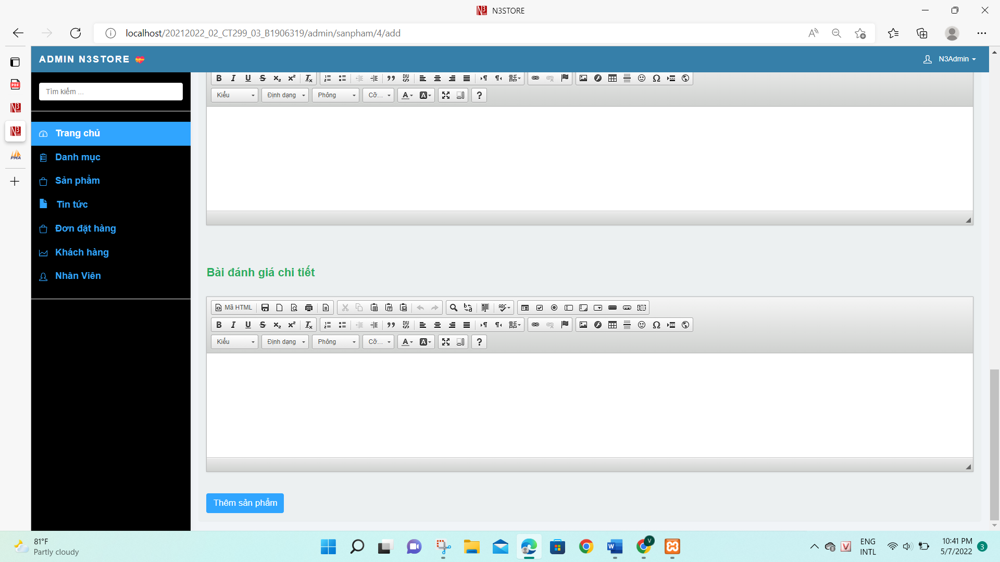 N3STORE
localhost/20212022_02_CT299_03_B1906319/admin/sanpham/4/add
ADMIN N3STORE
N3Admin
Tìm kiếm ...
Trang chủ
Danh mục
Sản phẩm
Tin tức
Đơn đặt hàng
Khách hàng
Nhân Viên
Kiểu
Định dạng
Phông
Cỡ...
Bài đánh giá chi tiết
Mã HTML
Kiểu
Định dạng
Phông
Cỡ...
Thêm sản phẩm
81°F
Partly cloudy
ENG
INTL
10:41 PM
5/7/2022
3